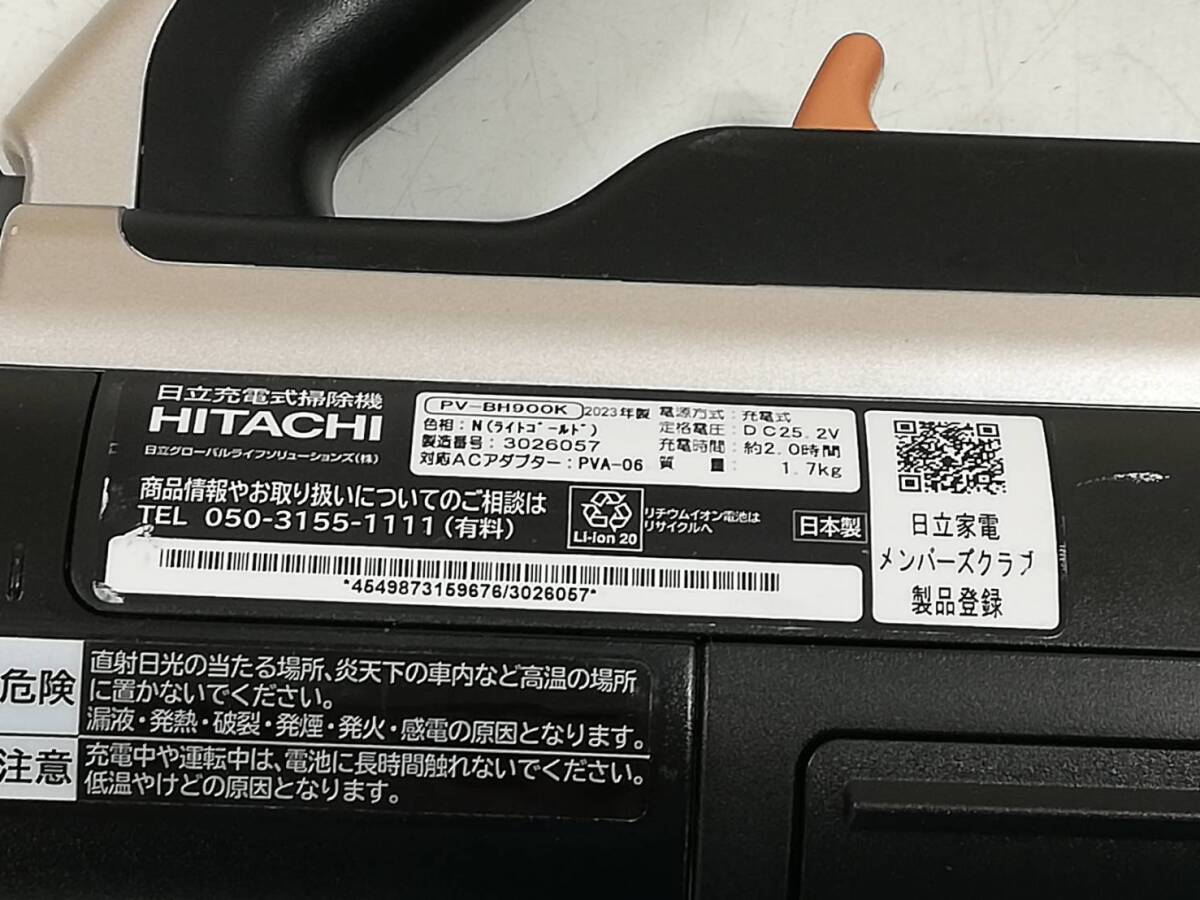 日立充電式掃除機
HITACHI
日立グローバルライフソリューションズ(株)
PV-BH900K 2023年製
色相:N(ライトゴールド)
製造番号:3026057
対応ACアダプター:PVA-06
電源方式:充電式
定格電圧:DC25.2V
充電時間:約2.0時間
質量:1.7kg
商品情報やお取り扱いについてのご相談は
TEL 050-3155-1111(有料)
Li-ion 20
リチウムイオン電池は
リサイクルへ
日本製
*4549873159676/3026057*
日立家電
メンバーズクラブ
製品登録
危険
直射日光の当たる場所、炎天下の車内など高温の場所
に置かないでください。
漏液・発熱・破裂・発煙・発火・感電の原因となります。
注意
充電中や運転中は、電池に長時間触れないでください。
低温やけどの原因となります。